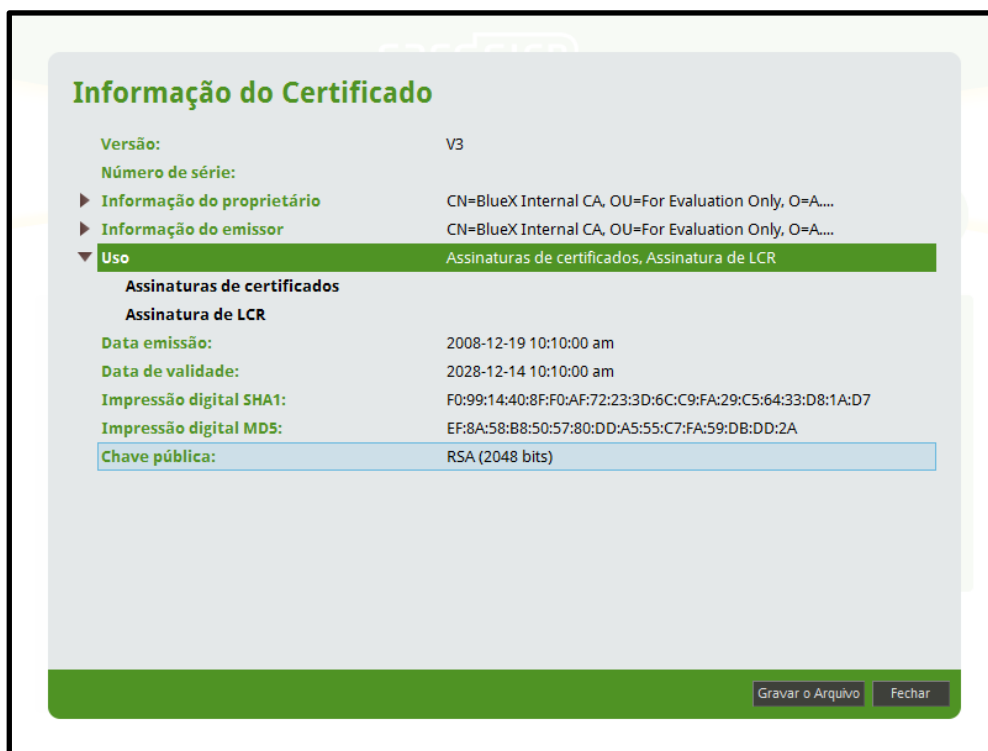 Informação do Certificado
Versão: V3
Número de série:
Informação do proprietário CN=BlueX Internal CA, OU=For Evaluation Only, O=A....
Informação do emissor CN=BlueX Internal CA, OU=For Evaluation Only, O=A....
Uso Assinaturas de certificados, Assinatura de LCR
Assinaturas de certificados
Assinatura de LCR
Data emissão: 2008-12-19 10:10:00 am
Data de validade: 2028-12-14 10:10:00 am
Impressão digital SHA1: F0:99:14:40:8F:F0:AF:72:23:3D:6C:C9:FA:29:C5:64:33:D8:1A:D7
Impressão digital MD5: EF:8A:58:B8:50:57:80:DD:A5:55:C7:FA:59:DB:DD:2A
Chave pública: RSA (2048 bits)
Gravar o Arquivo Fechar